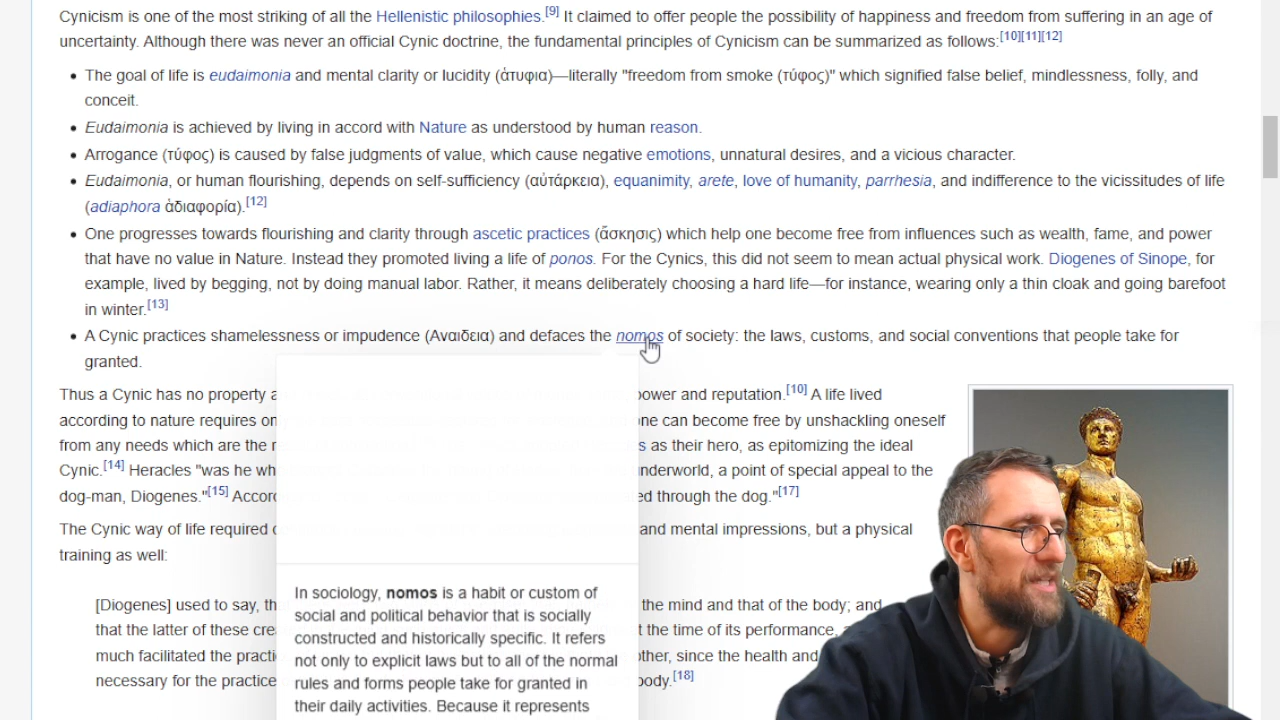 Cynicism is one of the most striking of all the Hellenistic philosophies.[9] It claimed to offer people the possibility of happiness and freedom from suffering in an age of
uncertainty. Although there was never an official Cynic doctrine, the fundamental principles of Cynicism can be summarized as follows:[10][11][12]
• The goal of life is eudaimonia and mental clarity or lucidity (ἀτυφια)—literally "freedom from smoke (τύφος)" which signified false belief, mindlessness, folly, and
conceit.
• Eudaimonia is achieved by living in accord with Nature as understood by human reason.
• Arrogance (τύφος) is caused by false judgments of value, which cause negative emotions, unnatural desires, and a vicious character.
• Eudaimonia, or human flourishing, depends on self-sufficiency (αὐτάρκεια), equanimity, arete, love of humanity, parrhesia, and indifference to the vicissitudes of life
(adiaphora ἁδιαφορία).[12]
• One progresses towards flourishing and clarity through ascetic practices (ἄσκησις) which help one become free from influences such as wealth, fame, and power
that have no value in Nature. Instead they promoted living a life of ponos. For the Cynics, this did not seem to mean actual physical work. Diogenes of Sinope, for
example, lived by begging, not by doing manual labor. Rather, it means deliberately choosing a hard life—for instance, wearing only a thin cloak and going barefoot
in winter.[13]
• A Cynic practices shamelessness or impudence (Αναιδεια) and defaces the nomos of society: the laws, customs, and social conventions that people take for
granted.
Thus a Cynic has no property power and reputation.[10] A life lived
according to nature requires one can become free by unshackling oneself
from any needs which are the as their hero, as epitomizing the ideal
Cynic.[14] Heracles "was he underworld, a point of special appeal to the
dog-man, Diogenes."[15] through the dog."[17]
The Cynic way of life required and mental impressions, but a physical
training as well:
[Diogenes] used to say, the mind and that of the body; and
that the latter of these the time of its performance,
much facilitated the since the health and
necessary for the practice body.[18]
In sociology, nomos is a habit or custom of
social and political behavior that is socially
constructed and historically specific. It refers
not only to explicit laws but to all of the normal
rules and forms people take for granted in
their daily activities. Because it represents